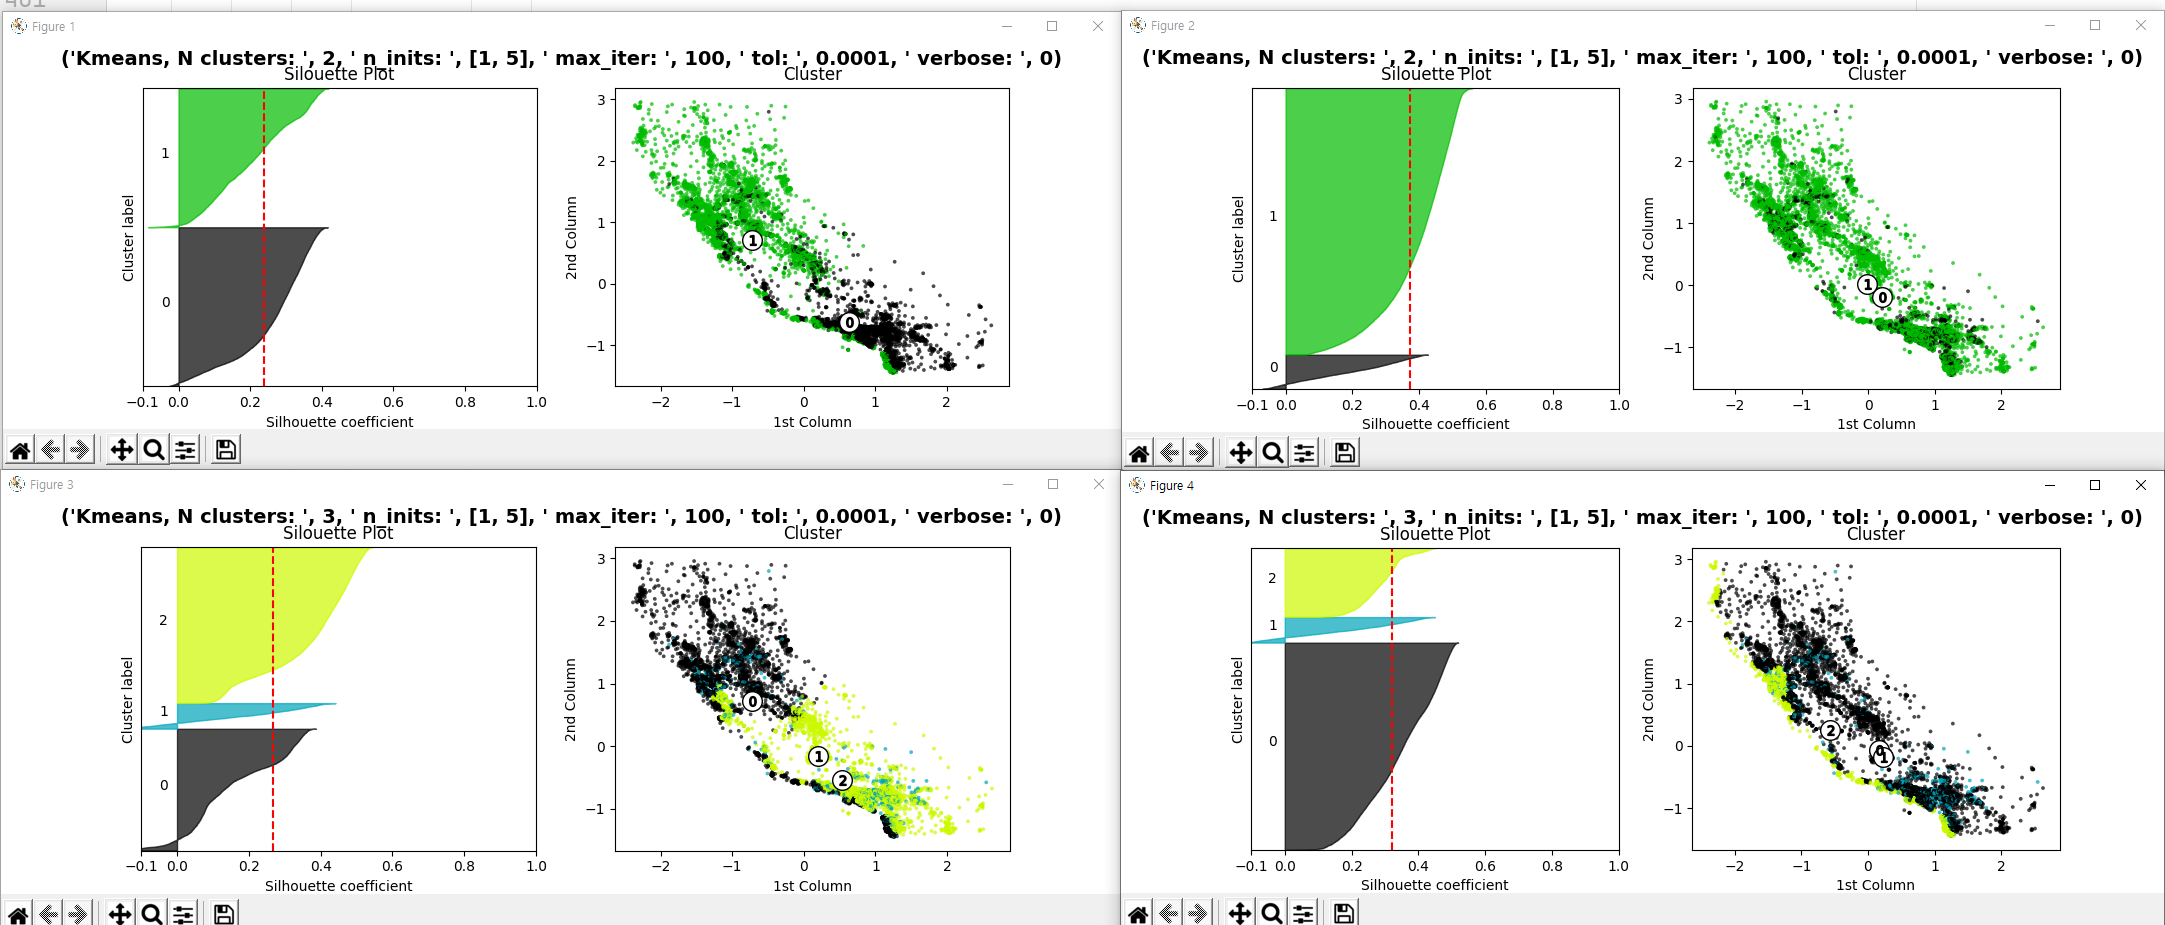 401
Figure 1
('Kmeans, N clusters: ', 2, ' n_inits: ', [1, 5], ' max_iter: ', 100, ' tol: ', 0.0001, ' verbose: ', 0)
Silouette Plot
Cluster
Cluster label
1
0
−0.1 0.0 0.2 0.4 0.6 0.8 1.0
Silhouette coefficient
2nd Column
3
2
1
0
−1
1
0
−2 −1 0 1 2
1st Column
Figure 2
('Kmeans, N clusters: ', 2, ' n_inits: ', [1, 5], ' max_iter: ', 100, ' tol: ', 0.0001, ' verbose: ', 0)
Silouette Plot
Cluster
Cluster label
1
0
−0.1 0.0 0.2 0.4 0.6 0.8 1.0
Silhouette coefficient
2nd Column
3
2
1
0
−1
1
0
−2 −1 0 1 2
1st Column
Figure 3
('Kmeans, N clusters: ', 3, ' n_inits: ', [1, 5], ' max_iter: ', 100, ' tol: ', 0.0001, ' verbose: ', 0)
Silouette Plot
Cluster
Cluster label
2
1
0
−0.1 0.0 0.2 0.4 0.6 0.8 1.0
Silhouette coefficient
2nd Column
3
2
1
0
−1
0
1
2
−2 −1 0 1 2
1st Column
Figure 4
('Kmeans, N clusters: ', 3, ' n_inits: ', [1, 5], ' max_iter: ', 100, ' tol: ', 0.0001, ' verbose: ', 0)
Silouette Plot
Cluster
Cluster label
2
1
0
−0.1 0.0 0.2 0.4 0.6 0.8 1.0
Silhouette coefficient
2nd Column
3
2
1
0
−1
2
0
1
−2 −1 0 1 2
1st Column